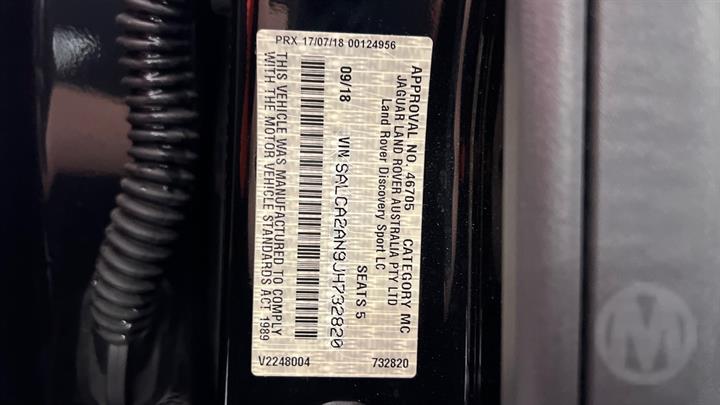 APPROVAL NO. 46705 CATEGORY MC
JAGUAR LAND ROVER AUSTRALIA PTY LTD
Land Rover Discovery Sport LC
SEATS 5
09/18 VIN SALCA2AN9JH732820
THIS VEHICLE WAS MANUFACTURED TO COMPLY
WITH THE MOTOR VEHICLE STANDARDS ACT 1989
PRX 17/07/18 00124956
V2248004 732820
M